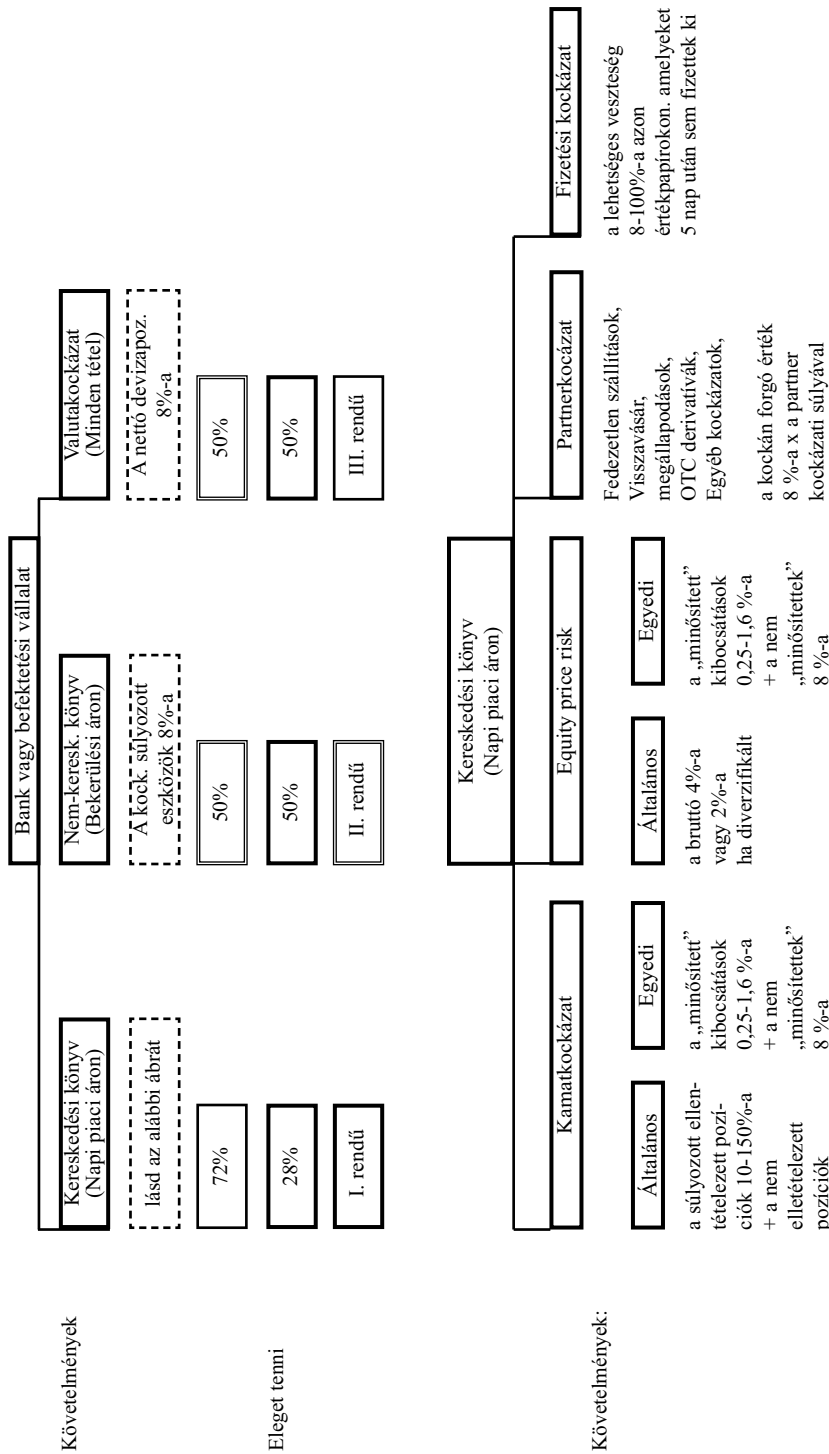 Bank vagy befektetési vállalat
Követelmények
Kereskedési könyv
(Napi piaci áron)
Nem-keresk. könyv
(Bekerülési áron)
Valutakockázat
(Minden tétel)
lásd az alábbi ábrát
A kock. súlyozott
eszközök 8%-a
A nettó devizapoz.
8%-a
72%
50%
50%
Eleget tenni
28%
50%
50%
I. rendű
II. rendű
III. rendű
Kereskedési könyv
(Napi piaci áron)
Kamatkockázat
Equity price risk
Partnerkocázat
Fizetési kockázat
Követelmények:
Általános
a súlyozott ellen-
tételezett pozí-
ciók 10-150%-a
+ a nem
elletételezett
pozíciók
Egyedi
a „minősített”
kibocsátások
0,25-1,6 %-a
+ a nem
„minősítettek”
8 %-a
Általános
a bruttó 4%-a
vagy 2%-a
ha diverzifikált
Egyedi
a „minősített”
kibocsátások
0,25-1,6 %-a
+ a nem
„minősítettek”
8 %-a
Fedezetlen szállítások,
Visszavásár,
megállapodások,
OTC derivatívák,
Egyéb kockázatok,
a kockán forgó érték
8 %-a x a partner
kockázati súlyával
a lehetséges veszteség
8-100%-a azon
értékpapírokon. amelyeket
5 nap után sem fizettek ki